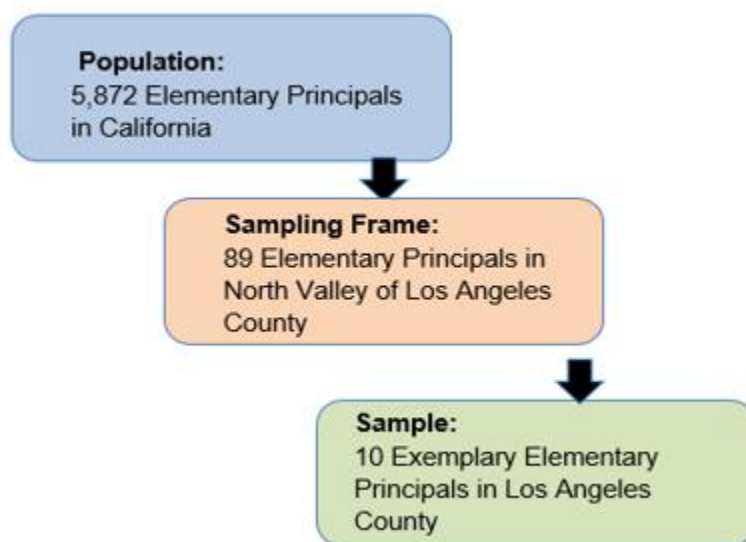 Population:
5,872 Elementary Principals
in California
Sampling Frame:
89 Elementary Principals in
North Valley of Los Angeles
County
Sample:
10 Exemplary Elementary
Principals in Los Angeles
County